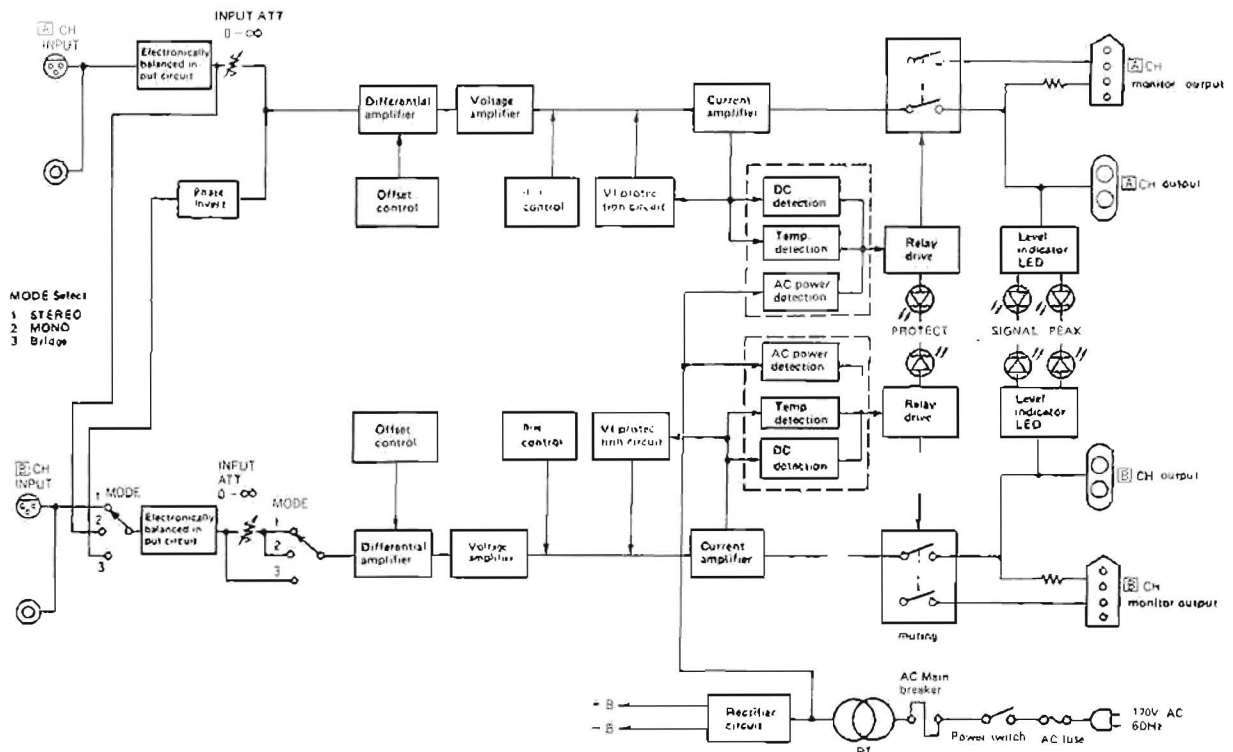 A CH
INPUT
INPUT ATT
0-∞
Electronically
balanced in-
put circuit
Differential
amplifier
Voltage
amplifier
Current
amplifier
A CH
monitor output
Phase
Invert
Offset
control
control
VI protec
tion circuit
DC
detection
Temp.
detection
AC power
detection
Relay
drive
Level
indicator
LED
A CH output
MODE Select
1 STEREO
2 MONO
3 Bridge
PROTECT
SIGNAL PEAK
AC power
detection
Temp.
detection
DC
detection
Relay
drive
Level
indicator
LED
Offset
control
control
VI protec
tion circuit
B CH
INPUT
INPUT
ATT
0-∞
MODE
1
2
3
Electronically
balanced in
put circuit
MODE
1
2
3
Differential
amplifier
Voltage
amplifier
Current
amplifier
B CH output
B CH
monitor output
muting
AC Main
breaker
+B
-B
Rectifier
circuit
PT
Power switch
AC fuse
120V AC
60Hz